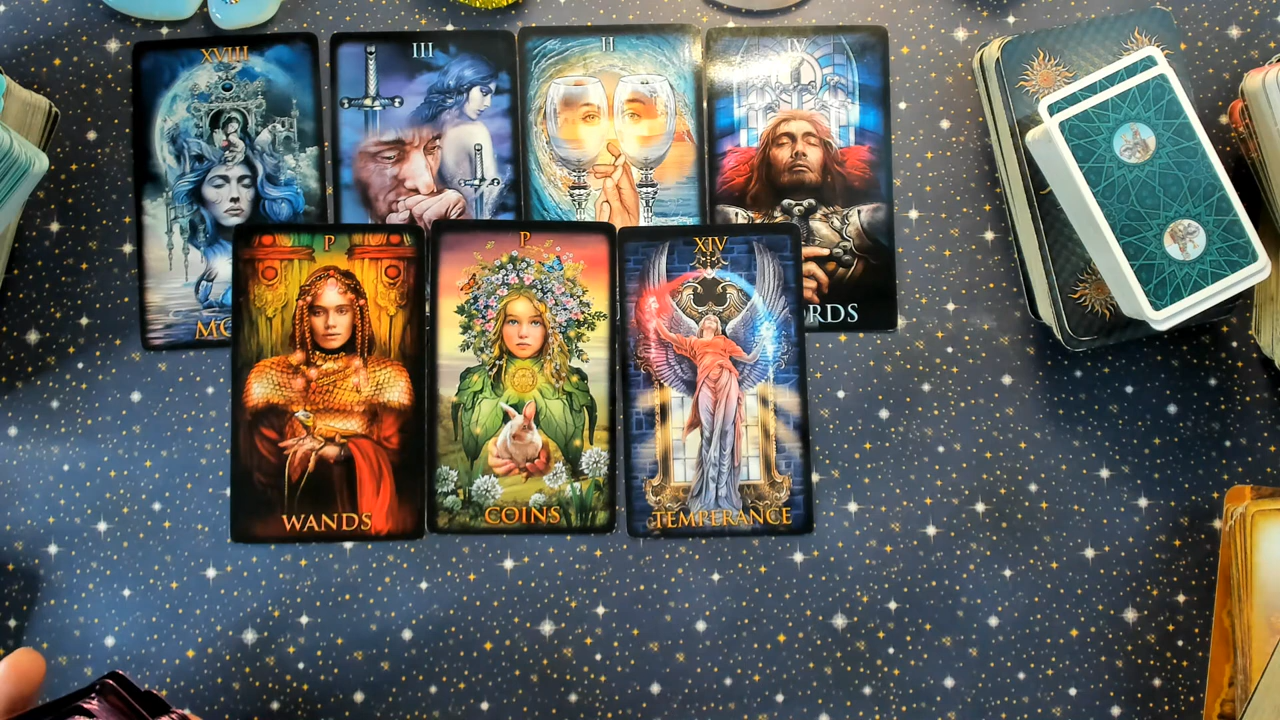 XVIII
III
II
IV
MO
RDS
P
P
XIV
WANDS
COINS
TEMPERANCE